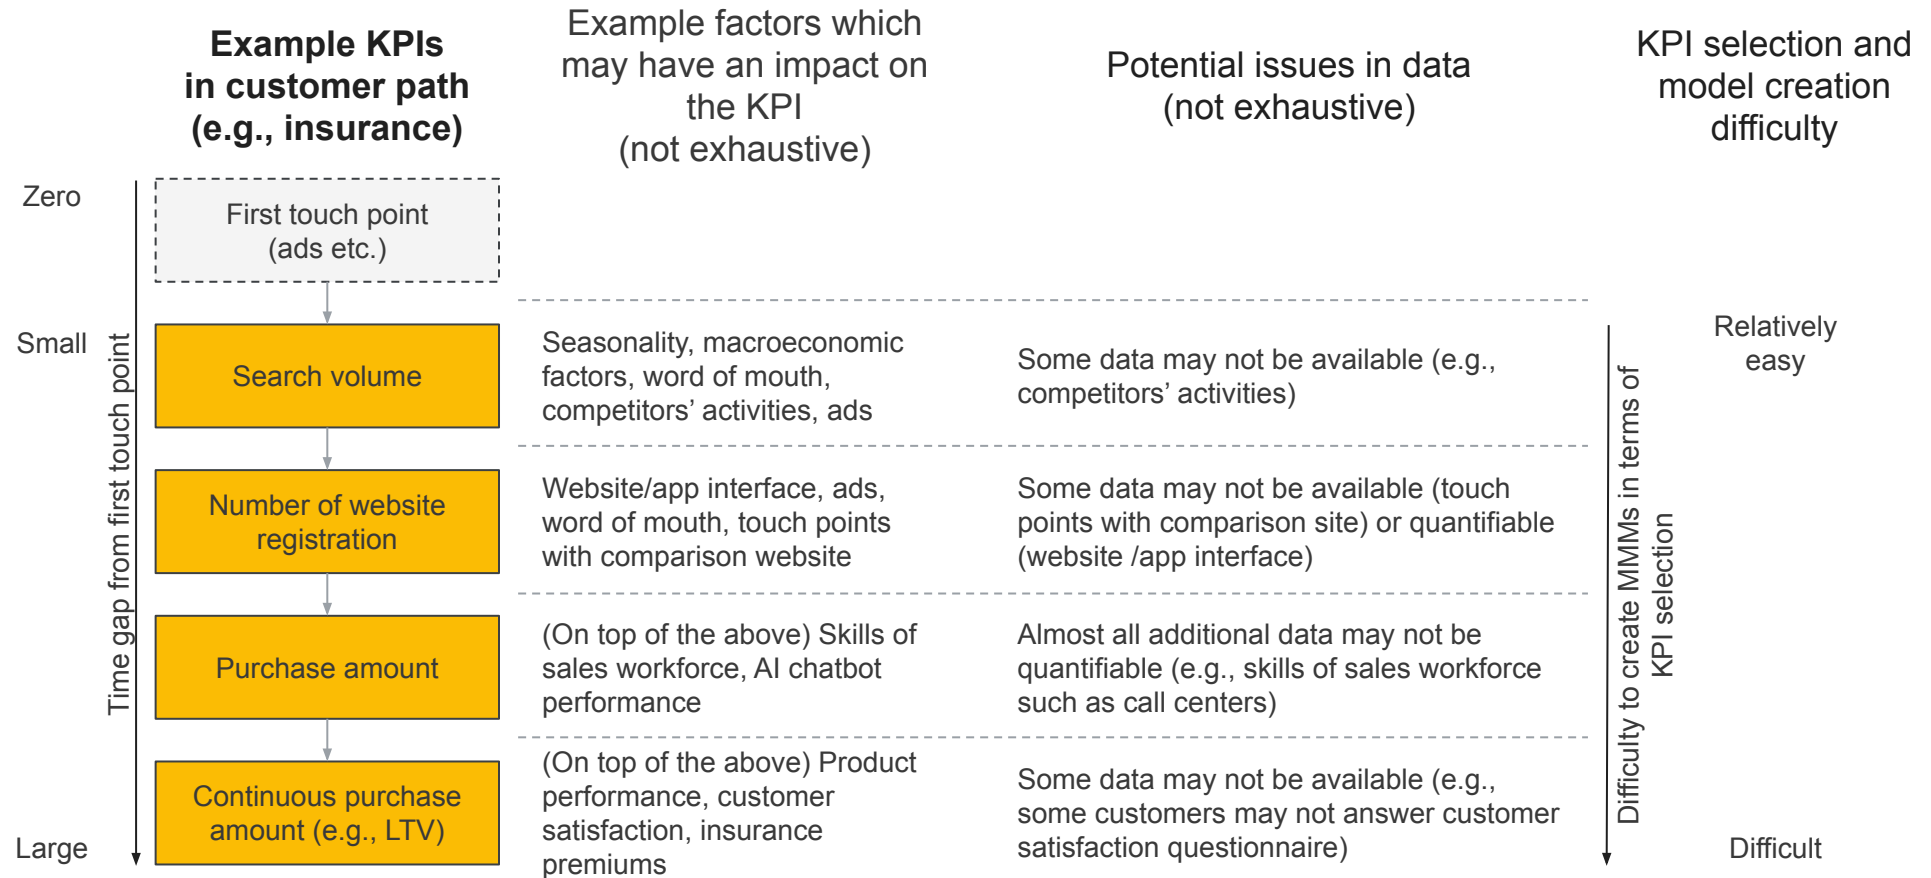 Example KPIs
in customer path
(e.g., insurance)
Example factors which
may have an impact on
the KPI
(not exhaustive)
Potential issues in data
(not exhaustive)
KPI selection and
model creation
difficulty
Zero
First touch point
(ads etc.)
Small
Time gap from first touch point
Search volume
Seasonality, macroeconomic
factors, word of mouth,
competitors’ activities, ads
Some data may not be available (e.g.,
competitors’ activities)
Relatively
easy
Difficulty to create MMMs in terms of
KPI selection
Number of website
registration
Website/app interface, ads,
word of mouth, touch points
with comparison website
Some data may not be available (touch
points with comparison site) or quantifiable
(website /app interface)
Purchase amount
(On top of the above) Skills of
sales workforce, AI chatbot
performance
Almost all additional data may not be
quantifiable (e.g., skills of sales workforce
such as call centers)
Continuous purchase
amount (e.g., LTV)
(On top of the above) Product
performance, customer
satisfaction, insurance
premiums
Some data may not be available (e.g.,
some customers may not answer customer
satisfaction questionnaire)
Large
Difficult